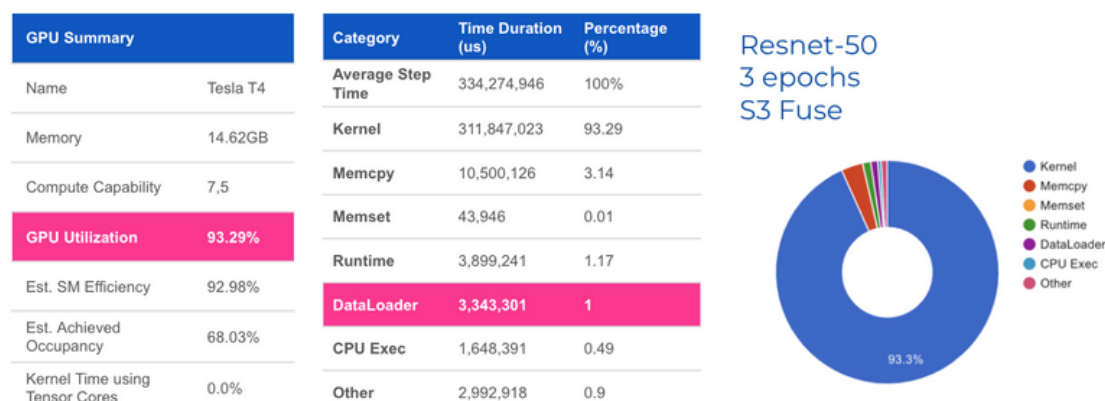 GPU Summary
Name Tesla T4
Memory 14.62GB
Compute Capability 7,5
GPU Utilization 93.29%
Est. SM Efficiency 92.98%
Est. Achieved
Occupancy 68.03%
Kernel Time using
Tensor Cores 0.0%
Category Time Duration (us) Percentage (%)
Average Step Time 334,274,946 100%
Kernel 311,847,023 93.29
Memcpy 10,500,126 3.14
Memset 43,946 0.01
Runtime 3,899,241 1.17
DataLoader 3,343,301 1
CPU Exec 1,648,391 0.49
Other 2,992,918 0.9
Resnet-50
3 epochs
S3 Fuse
93.3%
Kernel
Memcpy
Memset
Runtime
DataLoader
CPU Exec
Other